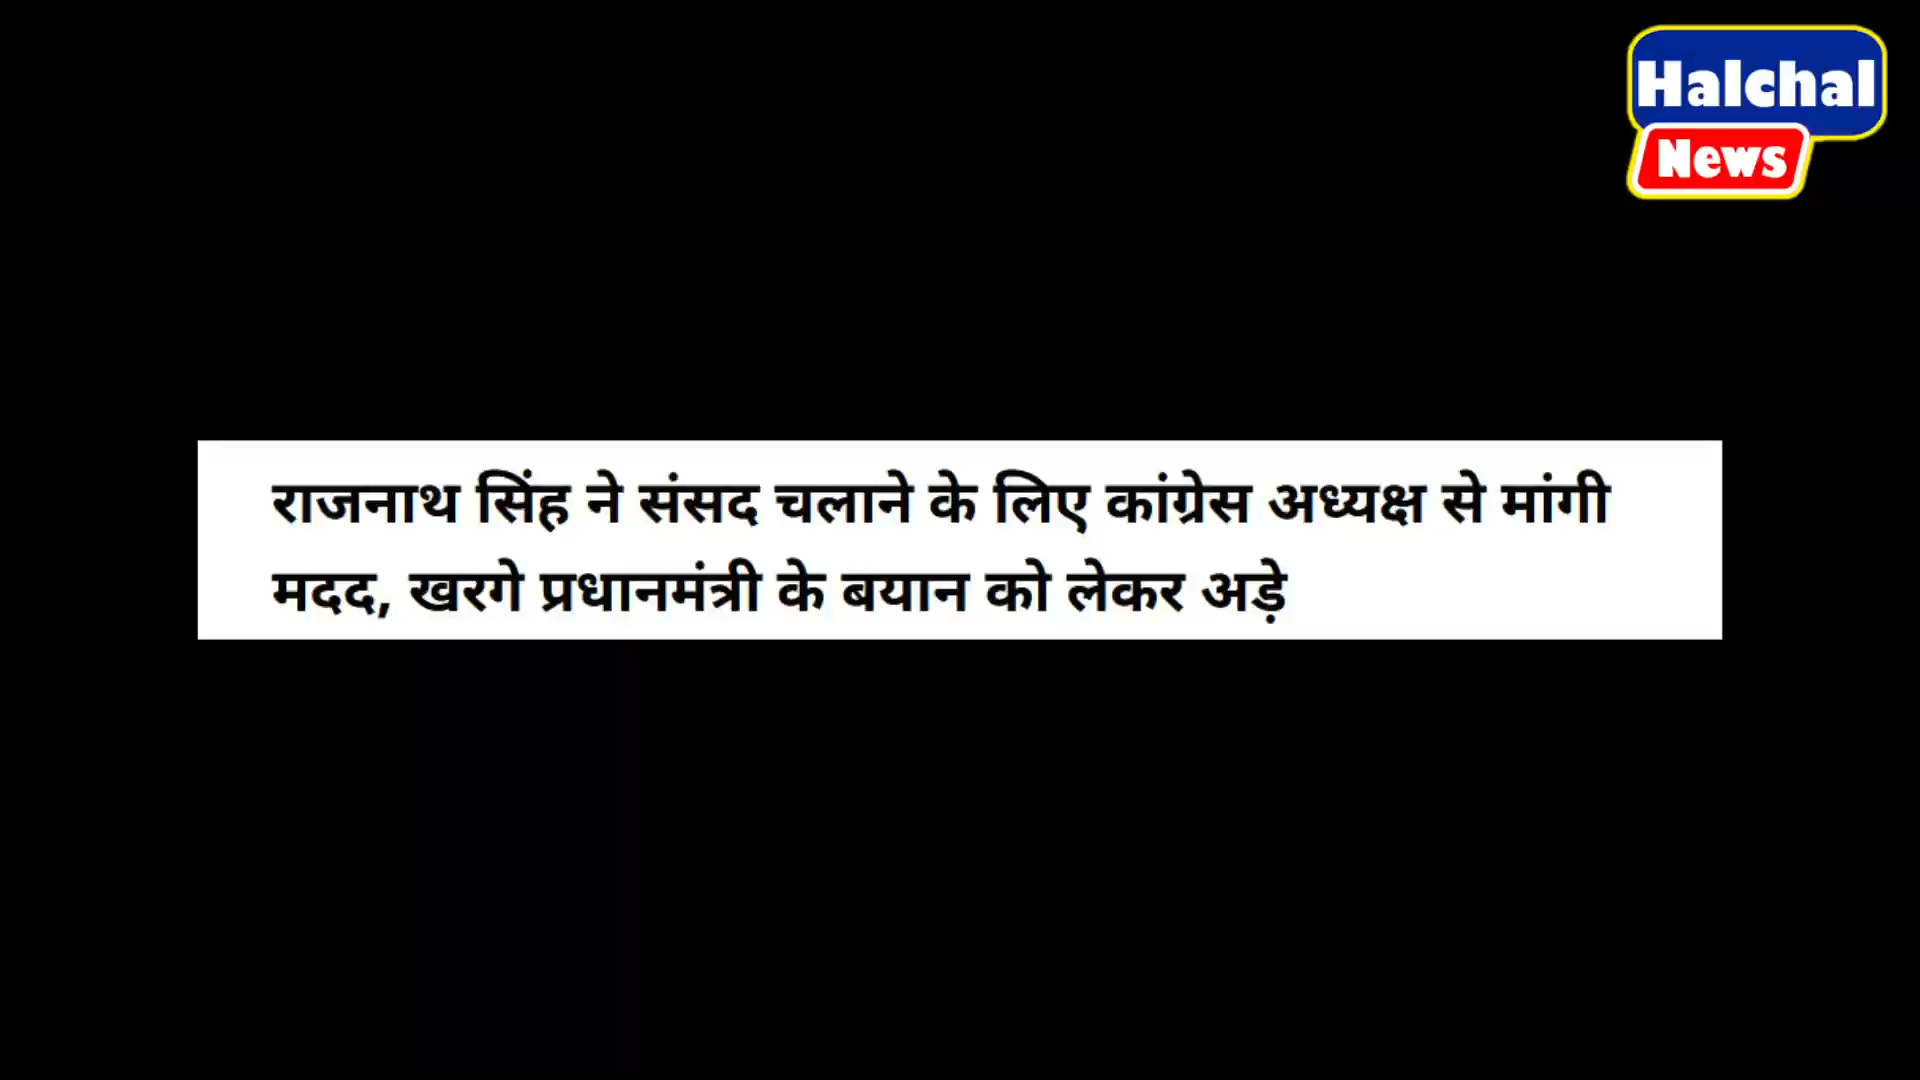 Halchal
News
राजनाथ सिंह ने संसद चलाने के लिए कांग्रेस अध्यक्ष से मांगी
मदद, खरगे प्रधानमंत्री के बयान को लेकर अड़े